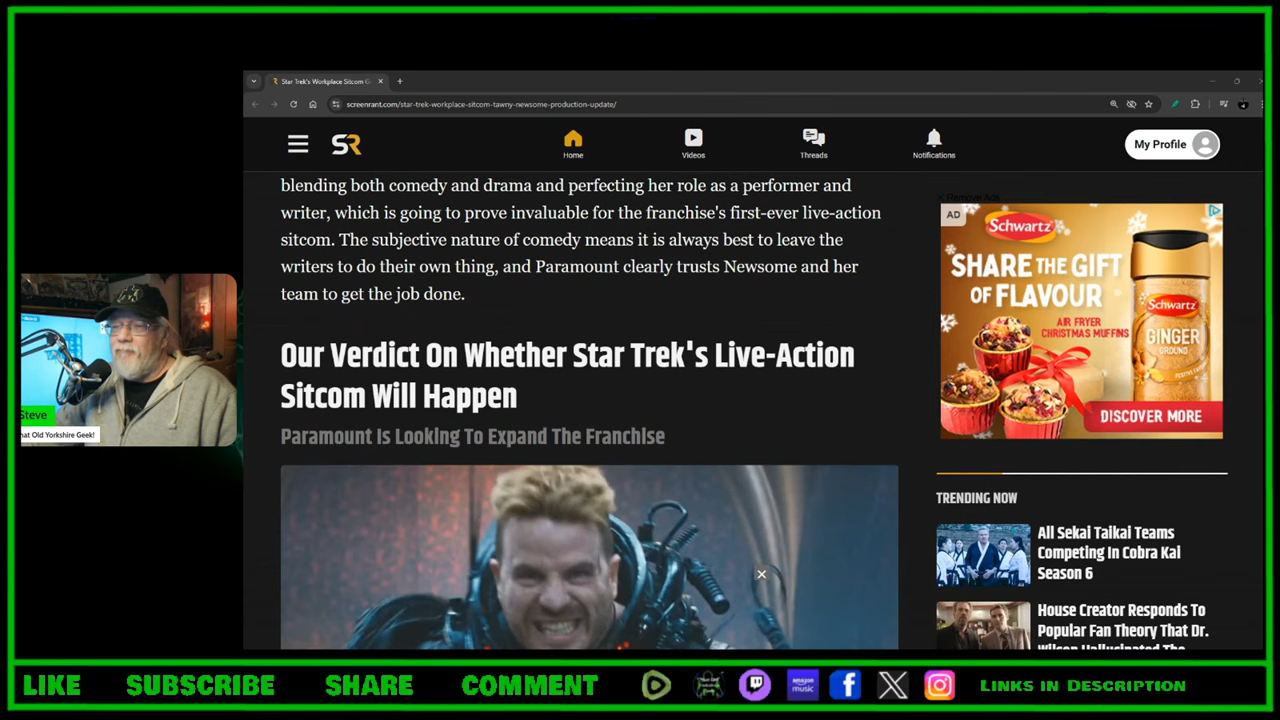 Star Trek's Workplace Sitcom G
screenrant.com/star-trek-workplace-sitcom-tawny-newsome-production-update/
SR
Home
Videos
Threads
Notifications
My Profile
blending both comedy and drama and perfecting her role as a performer and
writer, which is going to prove invaluable for the franchise's first-ever live-action
sitcom. The subjective nature of comedy means it is always best to leave the
writers to do their own thing, and Paramount clearly trusts Newsome and her
team to get the job done.
Our Verdict On Whether Star Trek's Live-Action
Sitcom Will Happen
Paramount Is Looking To Expand The Franchise
Remove Ads
AD
Schwartz
SHARE THE GIFT
OF FLAVOUR
AIR FRYER
CHRISTMAS MUFFINS
Schwartz
GINGER
GROUND
DISCOVER MORE
TRENDING NOW
All Sekai Taikai Teams
Competing In Cobra Kai
Season 6
House Creator Responds To
Popular Fan Theory That Dr.
Wilson Hallucinated The
Steve
hat Old Yorkshire Geek!
LIKE
SUBSCRIBE
SHARE
COMMENT
amazon
music
LINKS IN DESCRIPTION